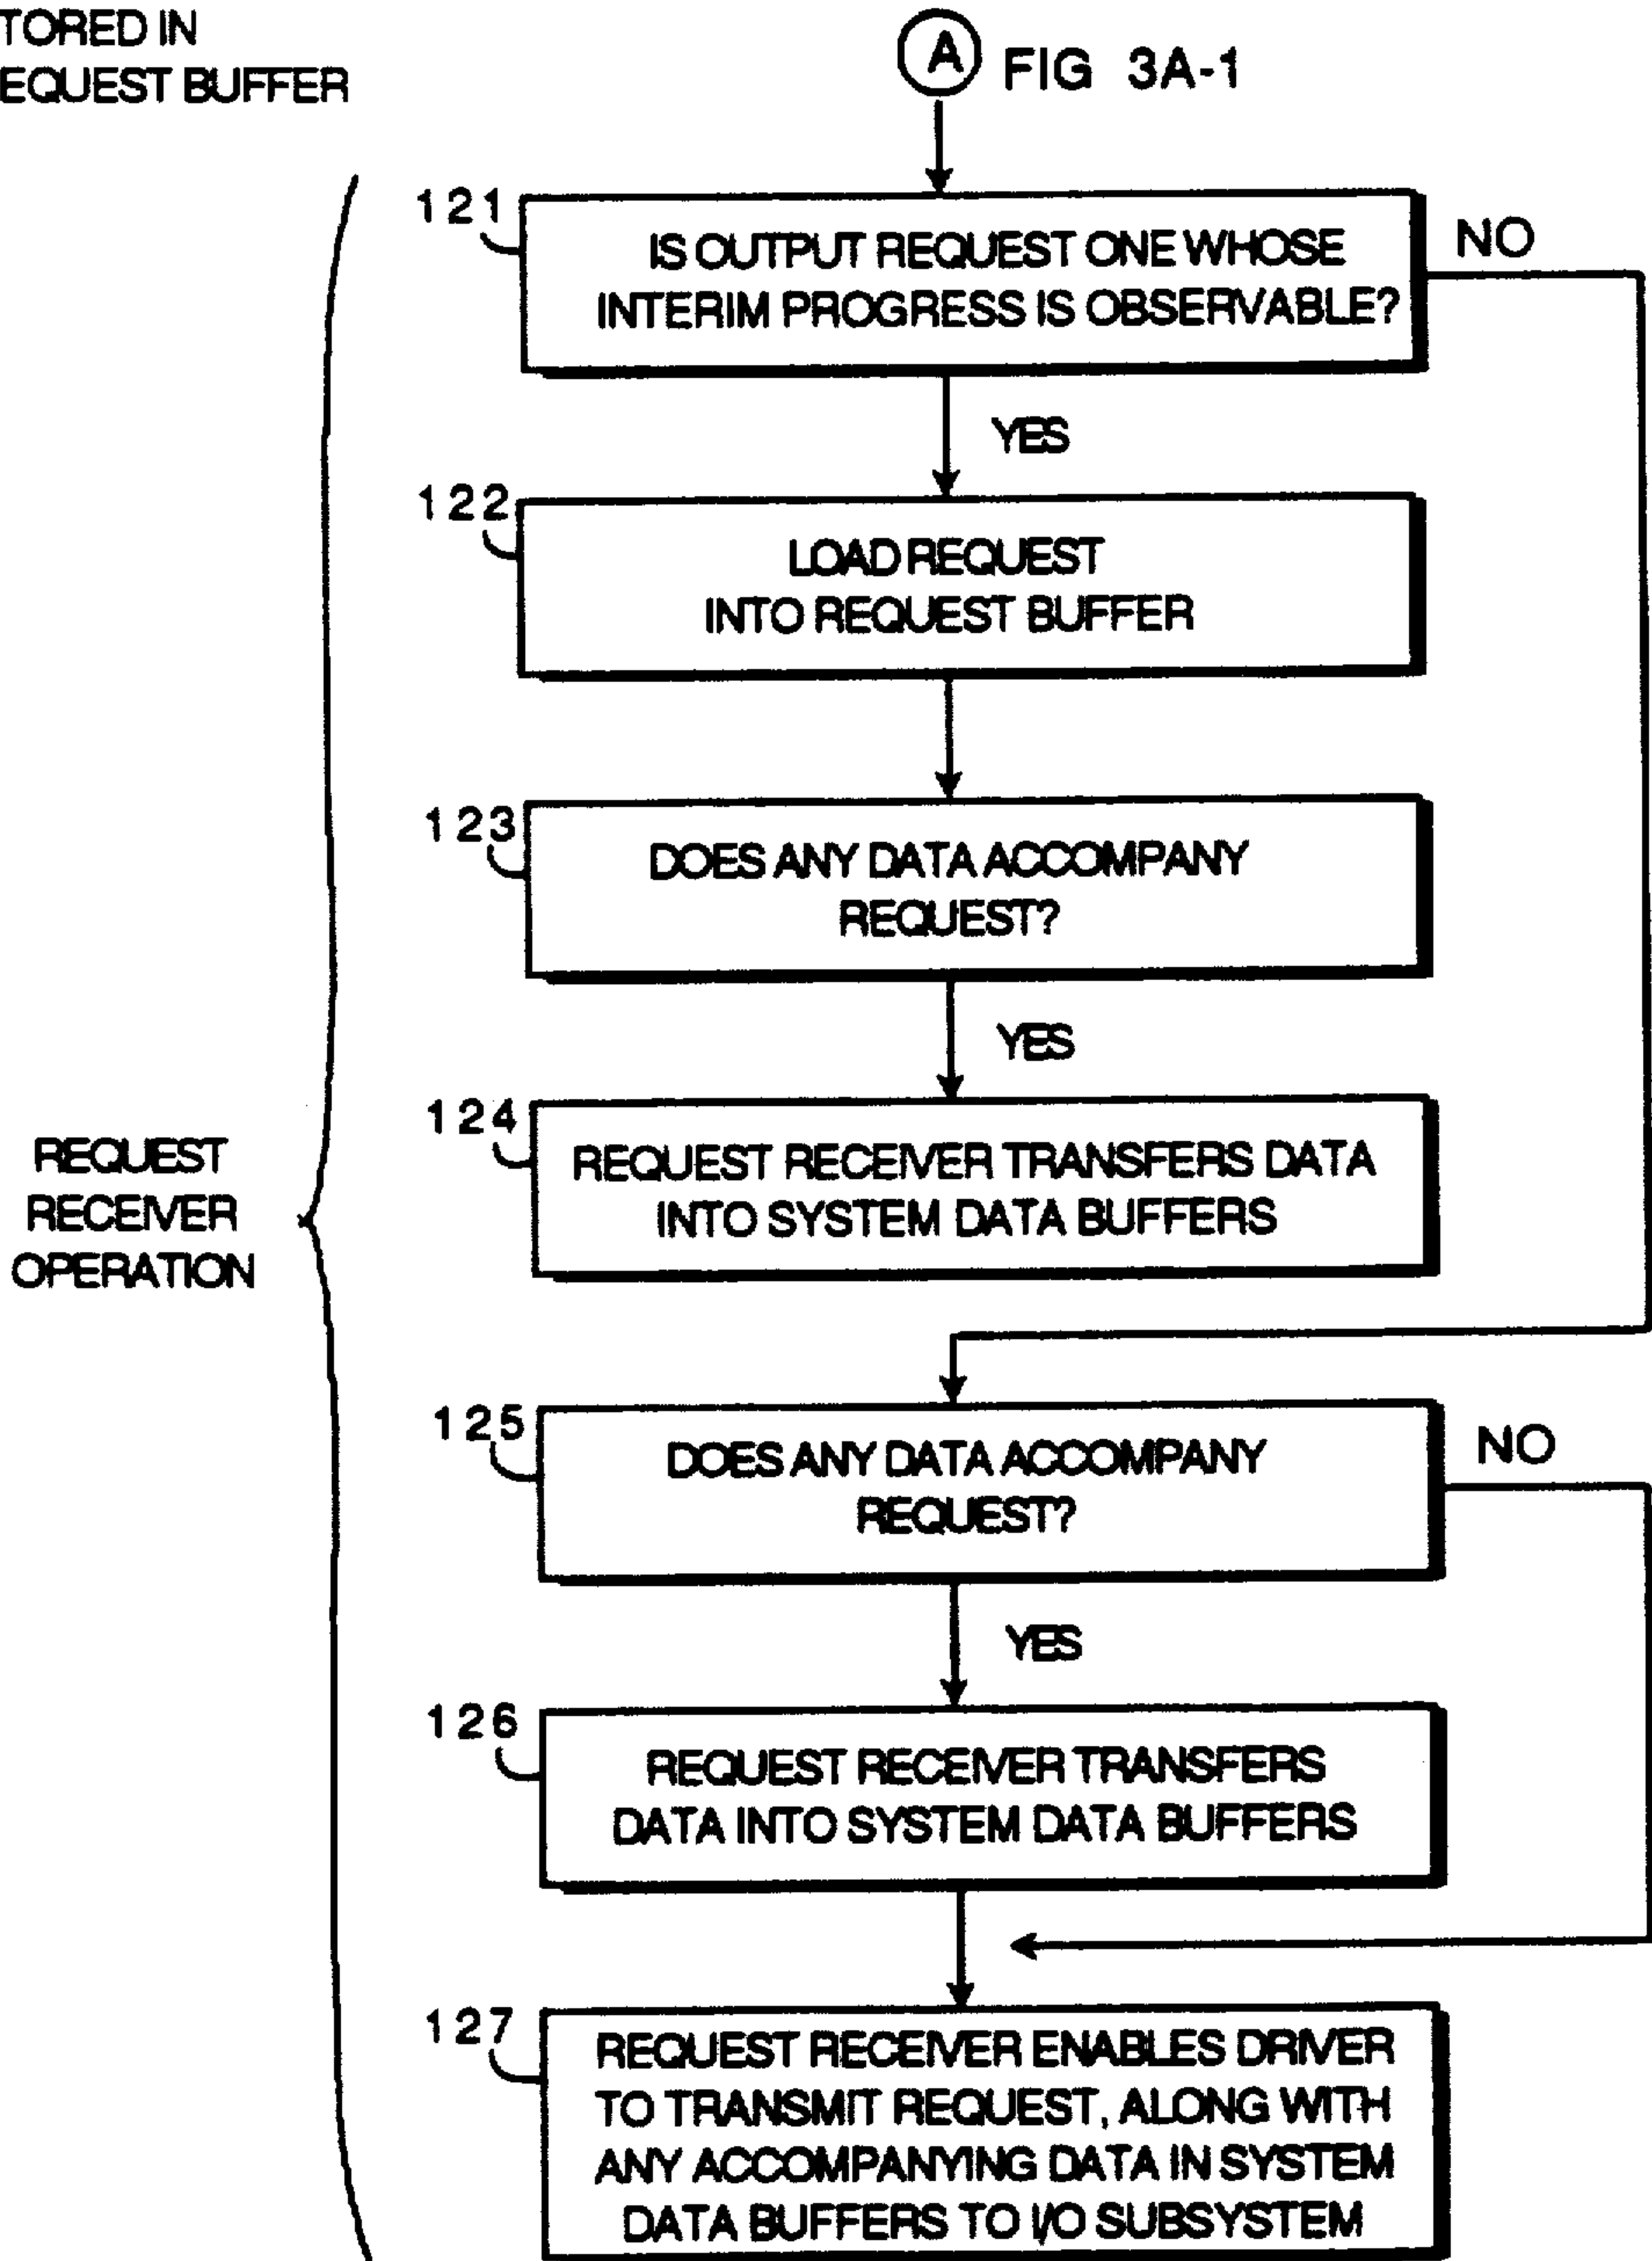 TORED IN
EQUEST BUFFER
A FIG 3A-1
121
IS OUTPUT REQUEST ONE WHOSE
INTERIM PROGRESS IS OBSERVABLE?
NO
YES
122
LOAD REQUEST
INTO REQUEST BUFFER
123
DOES ANY DATA ACCOMPANY
REQUEST?
YES
124
REQUEST RECEIVER TRANSFERS DATA
INTO SYSTEM DATA BUFFERS
REQUEST
RECEIVER
OPERATION
125
DOES ANY DATA ACCOMPANY
REQUEST?
NO
YES
126
REQUEST RECEIVER TRANSFERS
DATA INTO SYSTEM DATA BUFFERS
127
REQUEST RECEIVER ENABLES DRIVER
TO TRANSMIT REQUEST, ALONG WITH
ANY ACCOMPANYING DATA IN SYSTEM
DATA BUFFERS TO I/O SUBSYSTEM